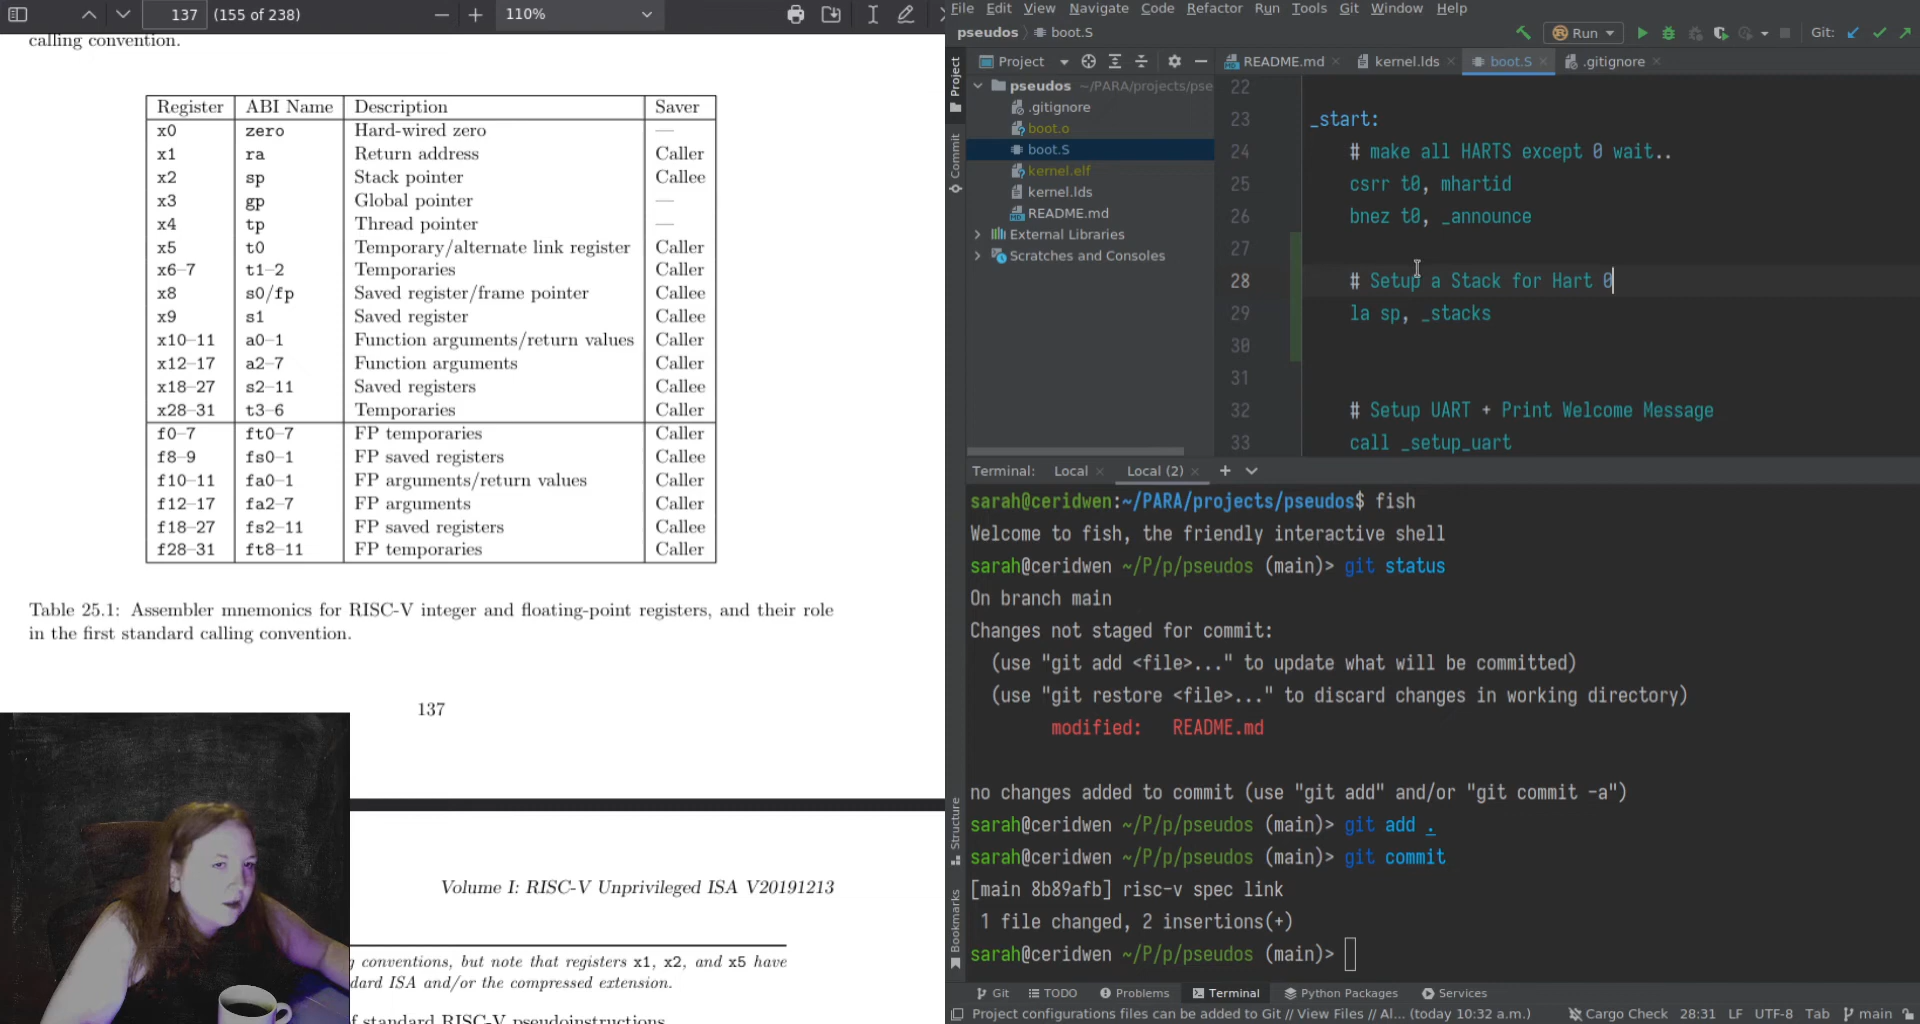 137 (155 of 238) 110%
calling convention.
Register ABI Name Description Saver
x0 zero Hard-wired zero —
x1 ra Return address Caller
x2 sp Stack pointer Callee
x3 gp Global pointer —
x4 tp Thread pointer —
x5 t0 Temporary/alternate link register Caller
x6–7 t1–2 Temporaries Caller
x8 s0/fp Saved register/frame pointer Callee
x9 s1 Saved register Callee
x10–11 a0–1 Function arguments/return values Caller
x12–17 a2–7 Function arguments Caller
x18–27 s2–11 Saved registers Callee
x28–31 t3–6 Temporaries Caller
f0–7 ft0–7 FP temporaries Caller
f8–9 fs0–1 FP saved registers Callee
f10–11 fa0–1 FP arguments/return values Caller
f12–17 fa2–7 FP arguments Caller
f18–27 fs2–11 FP saved registers Callee
f28–31 ft8–11 FP temporaries Caller
Table 25.1: Assembler mnemonics for RISC-V integer and floating-point registers, and their role
in the first standard calling convention.
137
Volume I: RISC-V Unprivileged ISA V20191213
conventions, but note that registers x1, x2, and x5 have
dard ISA and/or the compressed extension.
f standard RISC-V pseudoinstructions
File Edit View Navigate Code Refactor Run Tools Git Window Help
pseudos boot.S Run Git:
Project Project README.md kernel.lds boot.S .gitignore
Commit
pseudos ~/PARA/projects/pse
.gitignore
boot.o
boot.S
kernel.elf
kernel.lds
README.md
External Libraries
Scratches and Consoles
22
23 _start:
24 # make all HARTS except 0 wait..
25 csrr t0, mhartid
26 bnez t0, _announce
27
28 # Setup a Stack for Hart 0
29 la sp, _stacks
30
31
32 # Setup UART + Print Welcome Message
33 call _setup_uart
Terminal: Local Local (2)
sarah@ceridwen:~/PARA/projects/pseudos$ fish
Welcome to fish, the friendly interactive shell
sarah@ceridwen ~/P/p/pseudos (main)> git status
On branch main
Changes not staged for commit:
(use "git add <file>..." to update what will be committed)
(use "git restore <file>..." to discard changes in working directory)
modified: README.md
no changes added to commit (use "git add" and/or "git commit -a")
sarah@ceridwen ~/P/p/pseudos (main)> git add .
sarah@ceridwen ~/P/p/pseudos (main)> git commit
[main 8b89afb] risc-v spec link
1 file changed, 2 insertions(+)
sarah@ceridwen ~/P/p/pseudos (main)>
Structure
Bookmarks
Git TODO Problems Terminal Python Packages Services
Project configurations files can be added to Git // View Files // Al... (today 10:32 a.m.) Cargo Check 28:31 LF UTF-8 Tab main